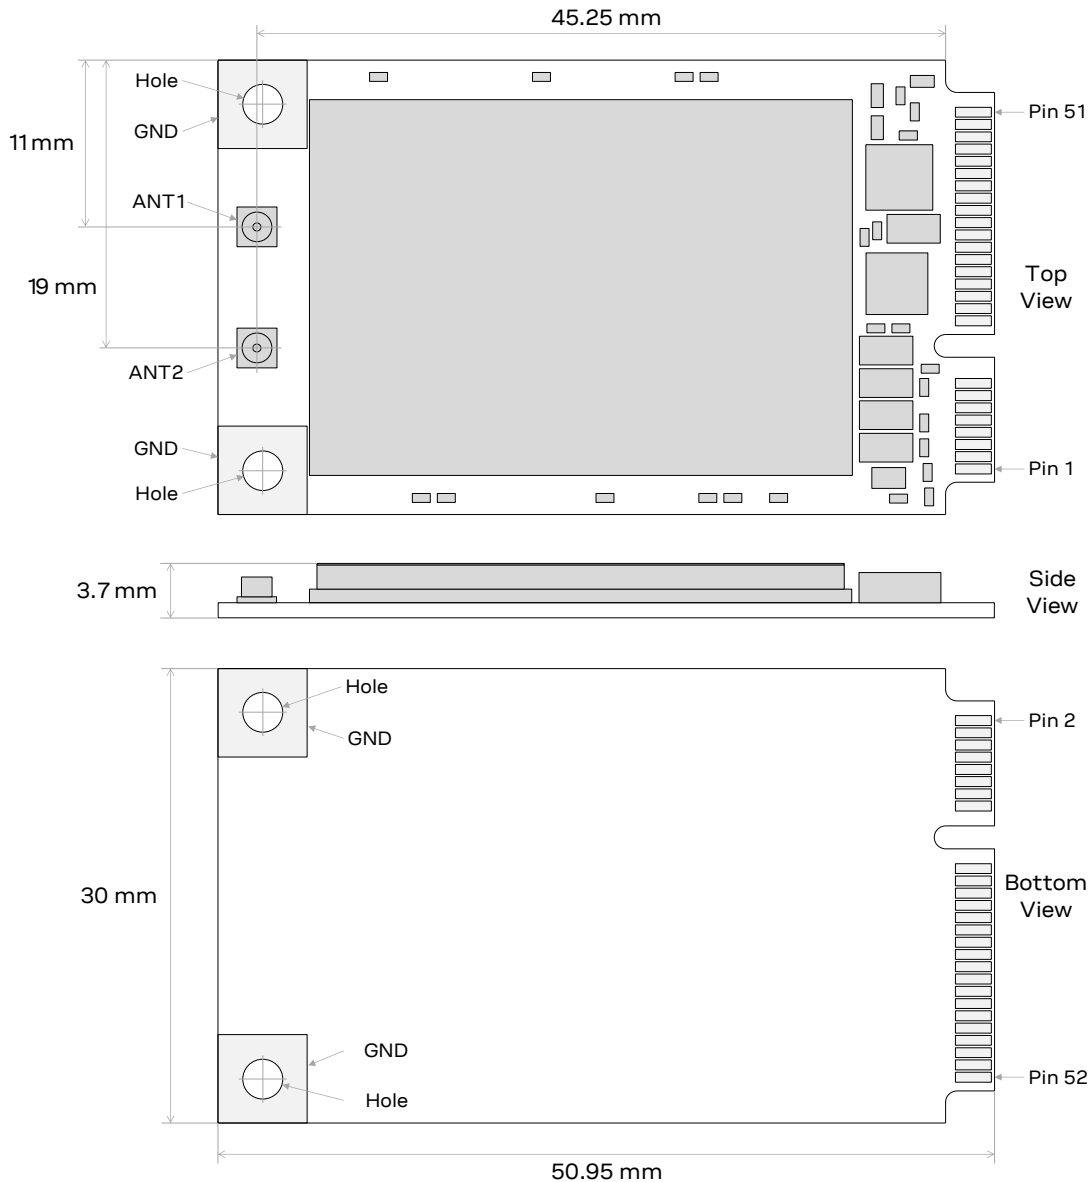 45.25 mm
Hole
Pin 51
GND
11 mm
ANT1
19 mm
Top
View
ANT2
GND
Pin 1
Hole
3.7 mm
Side
View
Hole
Pin 2
GND
30 mm
Bottom
View
GND
Pin 52
Hole
50.95 mm